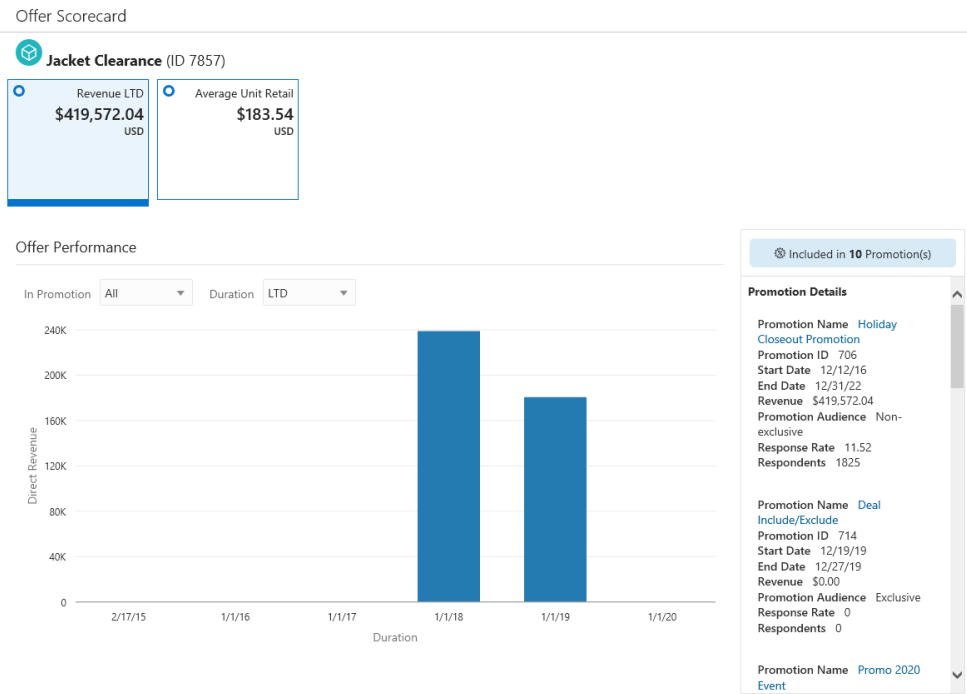 Offer Scorecard
Jacket Clearance (ID 7857)
Revenue LTD
$419,572.04
USD
Average Unit Retail
$183.54
USD
Offer Performance
In Promotion All Duration LTD
240K
200K
160K
120K
80K
40K
0
Direct Revenue
2/17/15 1/1/16 1/1/17 1/1/18 1/1/19 1/1/20
Duration
Included in 10 Promotion(s)
Promotion Details
Promotion Name Holiday
Closeout Promotion
Promotion ID 706
Start Date 12/12/16
End Date 12/31/22
Revenue $419,572.04
Promotion Audience Non-
exclusive
Response Rate 11.52
Respondents 1825
Promotion Name Deal
Include/Exclude
Promotion ID 714
Start Date 12/19/19
End Date 12/27/19
Revenue $0.00
Promotion Audience Exclusive
Response Rate 0
Respondents 0
Promotion Name Promo 2020
Event